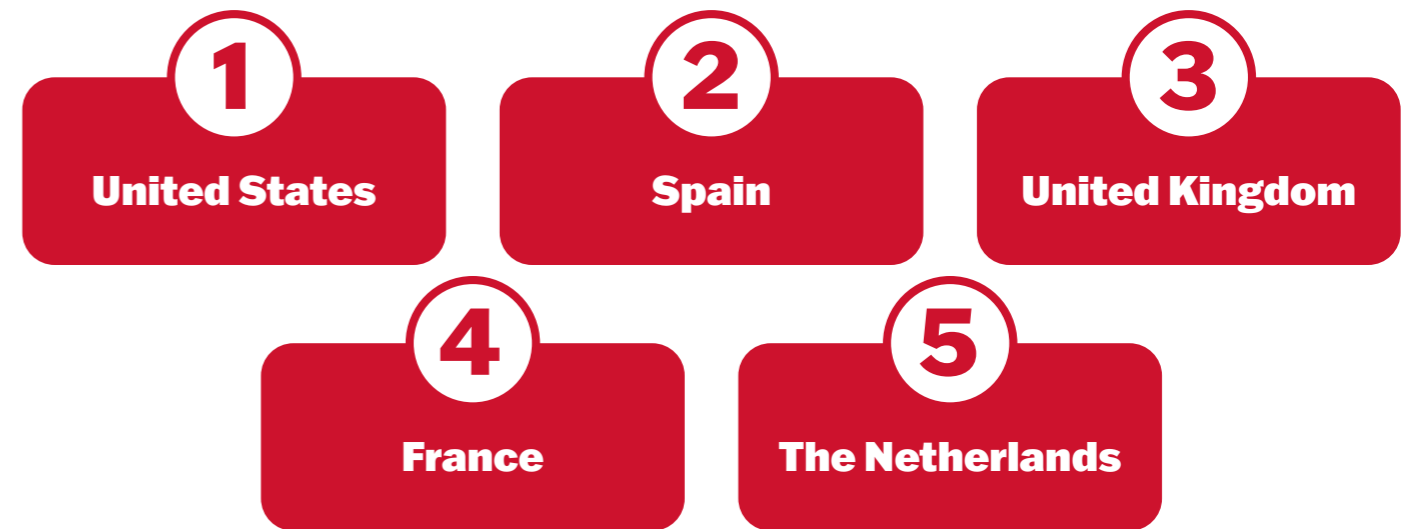 1
United States
2
Spain
3
United Kingdom
4
France
5
The Netherlands